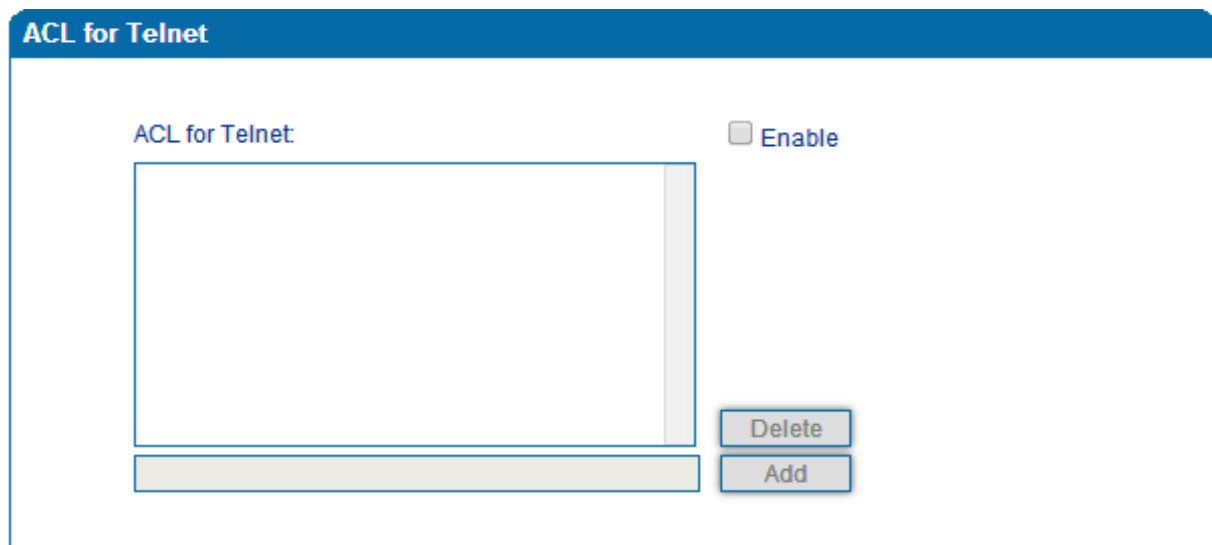 ACL for Telnet
ACL for Telnet:
Enable
Delete
Add